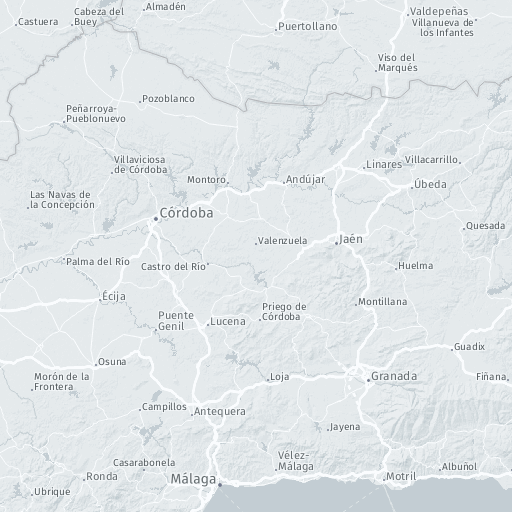 Almadén
Cabeza del
Buey
Castuera
Puertollano
Valdepeñas
Villanueva de
los Infantes
Viso del
Marqués
Pozoblanco
Peñarroya-
Pueblonuevo
Villaviciosa
de Córdoba
Linares
Villacarrillo
Montoro
Andújar
Úbeda
Las Navas de
la Concepción
Córdoba
Quesada
Valenzuela
Jaén
Palma del Río
Castro del Río
Huelma
Écija
Montillana
Priego de
Córdoba
Puente
Genil
Lucena
Guadix
Osuna
Morón de la
Frontera
Loja
Granada
Fiñana
Campillos
Antequera
Jayena
Vélez-
Málaga
Casarabonela
Albuñol
Ronda
Málaga
Motril
Ubrique